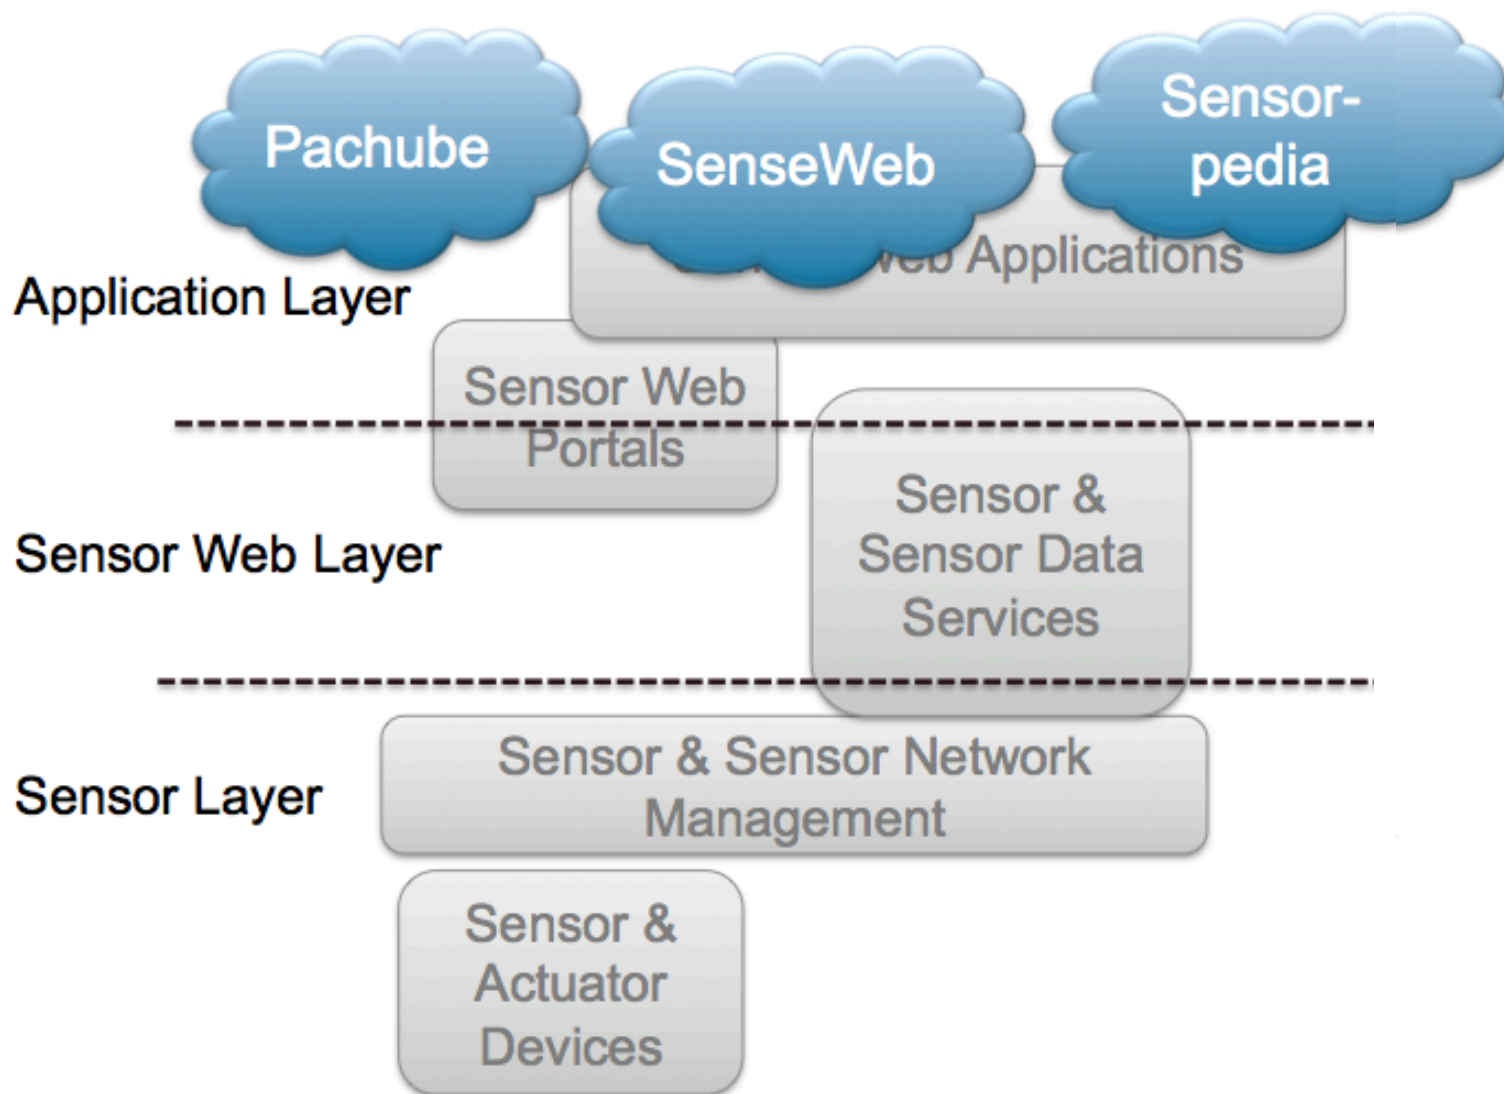 Pachube
SenseWeb
Sensor-
pedia
Web Applications
Application Layer
Sensor Web
Portals
Sensor &
Sensor Data
Services
Sensor Web Layer
Sensor & Sensor Network
Management
Sensor Layer
Sensor &
Actuator
Devices